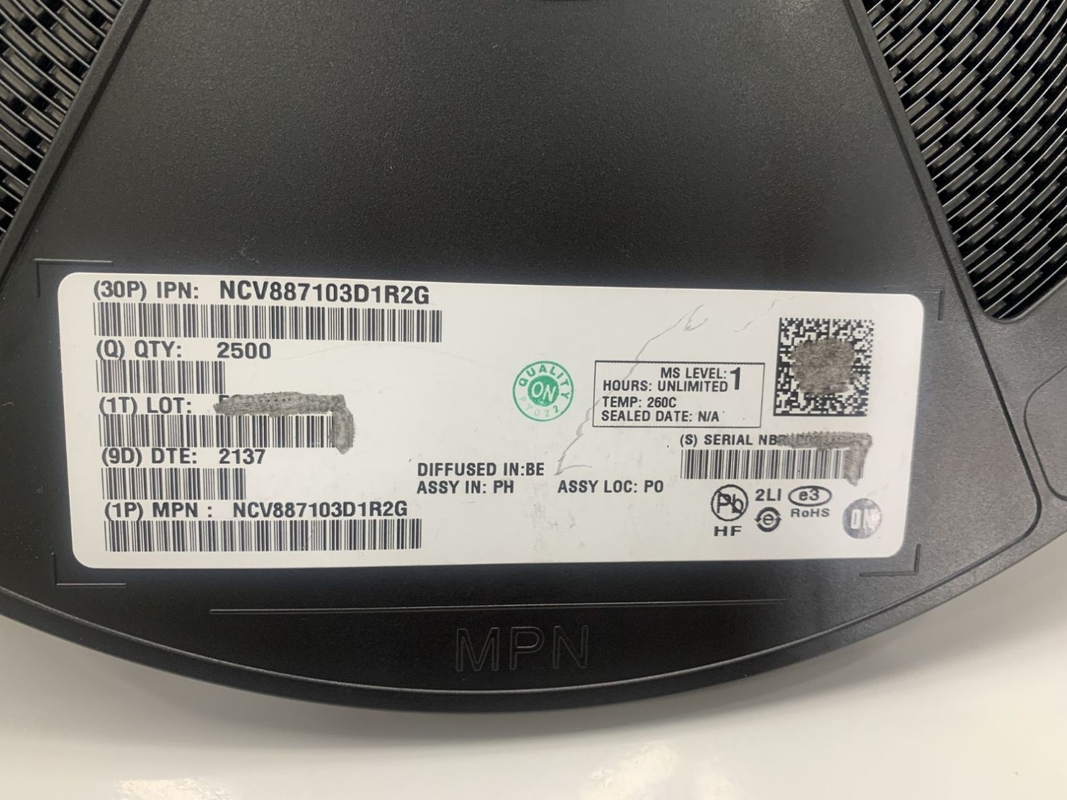 (30P) IPN: NCV887103D1R2G
(Q) QTY: 2500
(1T) LOT:
(9D) DTE: 2137
(1P) MPN : NCV887103D1R2G
QUALITY
ON
DIFFUSED IN:BE
ASSY IN: PH ASSY LOC: PO
MS LEVEL: 1
HOURS: UNLIMITED
TEMP: 260C
SEALED DATE: N/A
(S) SERIAL
Pb 2LI e3
e RoHS
HF
ON
MPN